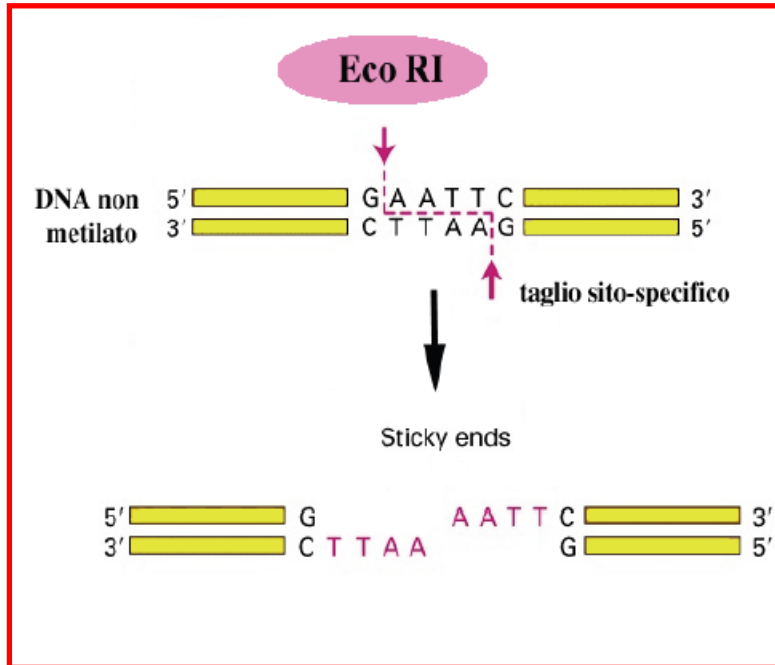 Eco RI
DNA non 5' G A A T T C 3'
metilato 3' C T T A A G 5'
taglio sito-specifico
Sticky ends
5' G A A T T C 3'
3' C T T A A G 5'